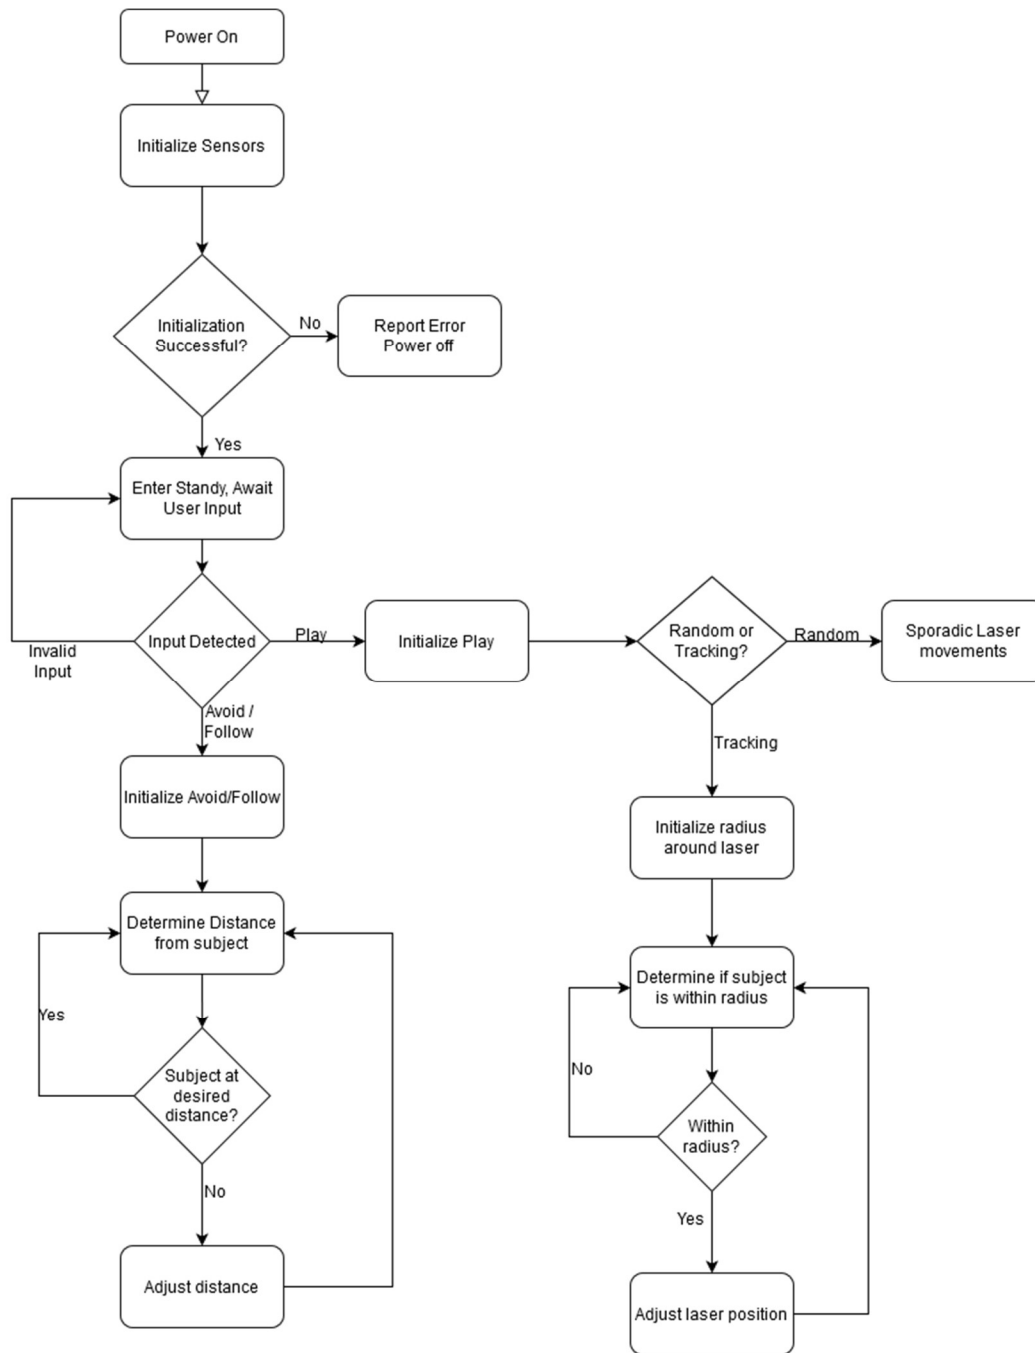 Power On
Initialize Sensors
Initialization
Successful?
No
Report Error
Power off
Yes
Enter Standy, Await
User Input
Input Detected
Invalid
Input
Play
Initialize Play
Random or
Tracking?
Random
Sporadic Laser
movements
Avoid /
Follow
Tracking
Initialize Avoid/Follow
Initialize radius
around laser
Determine Distance
from subject
Determine if subject
is within radius
Yes
Subject at
desired
distance?
No
Within
radius?
No
Yes
Adjust distance
Adjust laser position